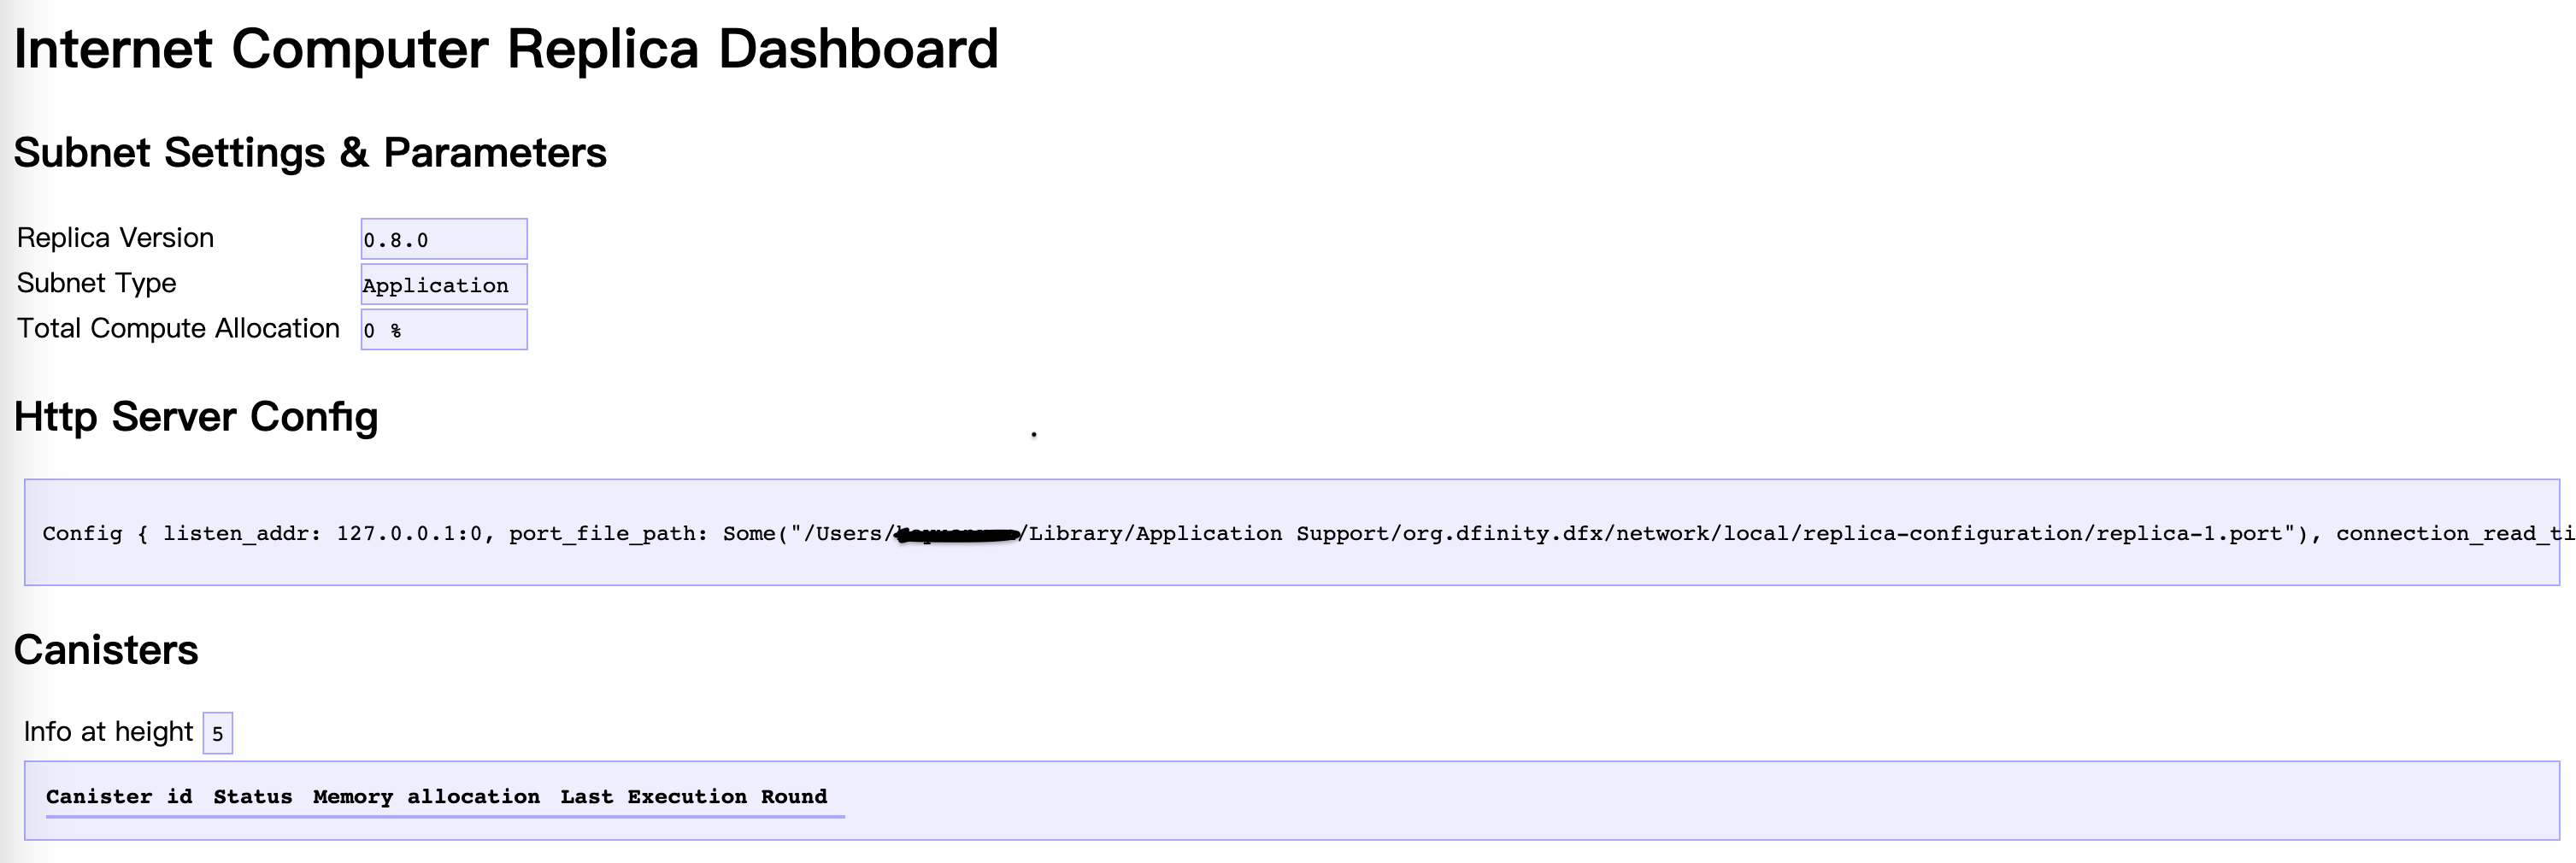 Internet Computer Replica Dashboard
Subnet Settings & Parameters
Replica Version 0.8.0
Subnet Type Application
Total Compute Allocation 0 %
Http Server Config
Config { listen_addr: 127.0.0.1:0, port_file_path: Some("/Users/ /Library/Application Support/org.dfinity.dfx/network/local/replica-configuration/replica-1.port"), connection_read_ti
Canisters
Info at height 5
Canister id Status Memory allocation Last Execution Round